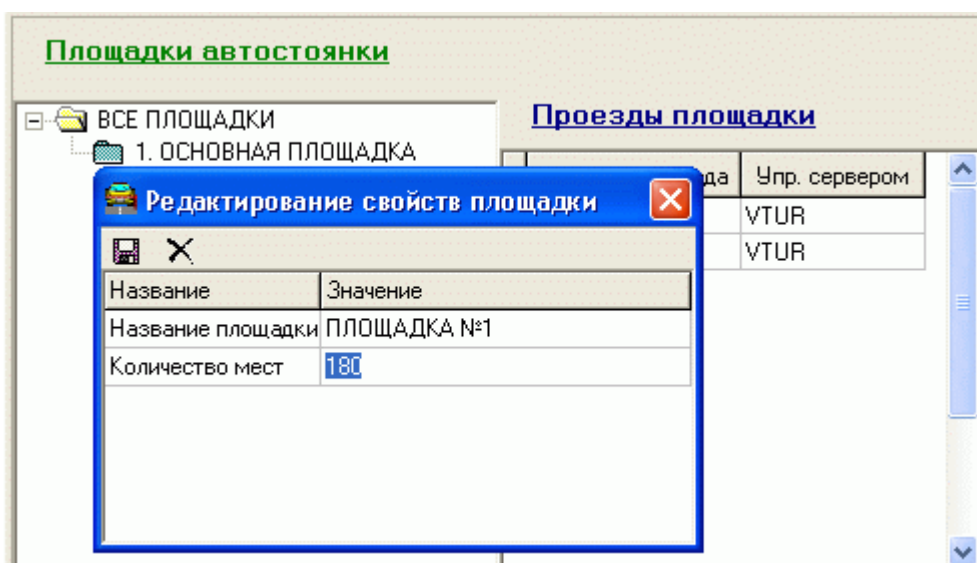 Площадки автостоянки
ВСЕ ПЛОЩАДКИ
1. ОСНОВНАЯ ПЛОЩАДКА
Проезды площадки
Упр. сервером
VTUR
VTUR
Редактирование свойств площадки
Название Значение
Название площадки ПЛОЩАДКА №1
Количество мест 180